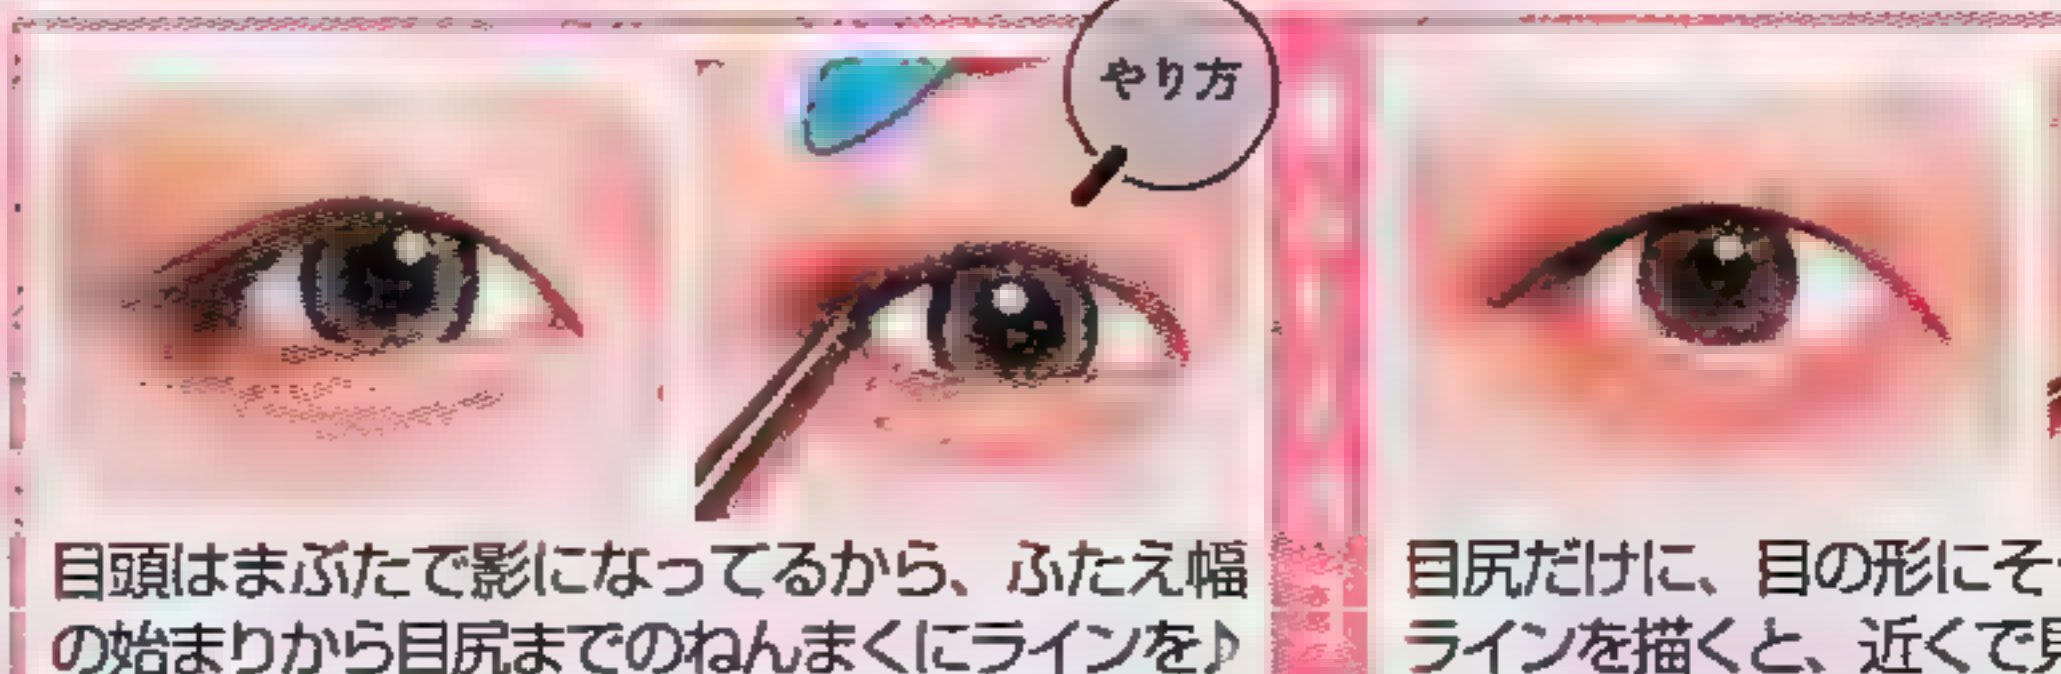 やり方
目頭はまぶたで影になってるから、ふたえ幅
の始まりから目尻までのねんまくにラインを♪
目尻だけに、目の形にそ
ラインを描くと、近くで見